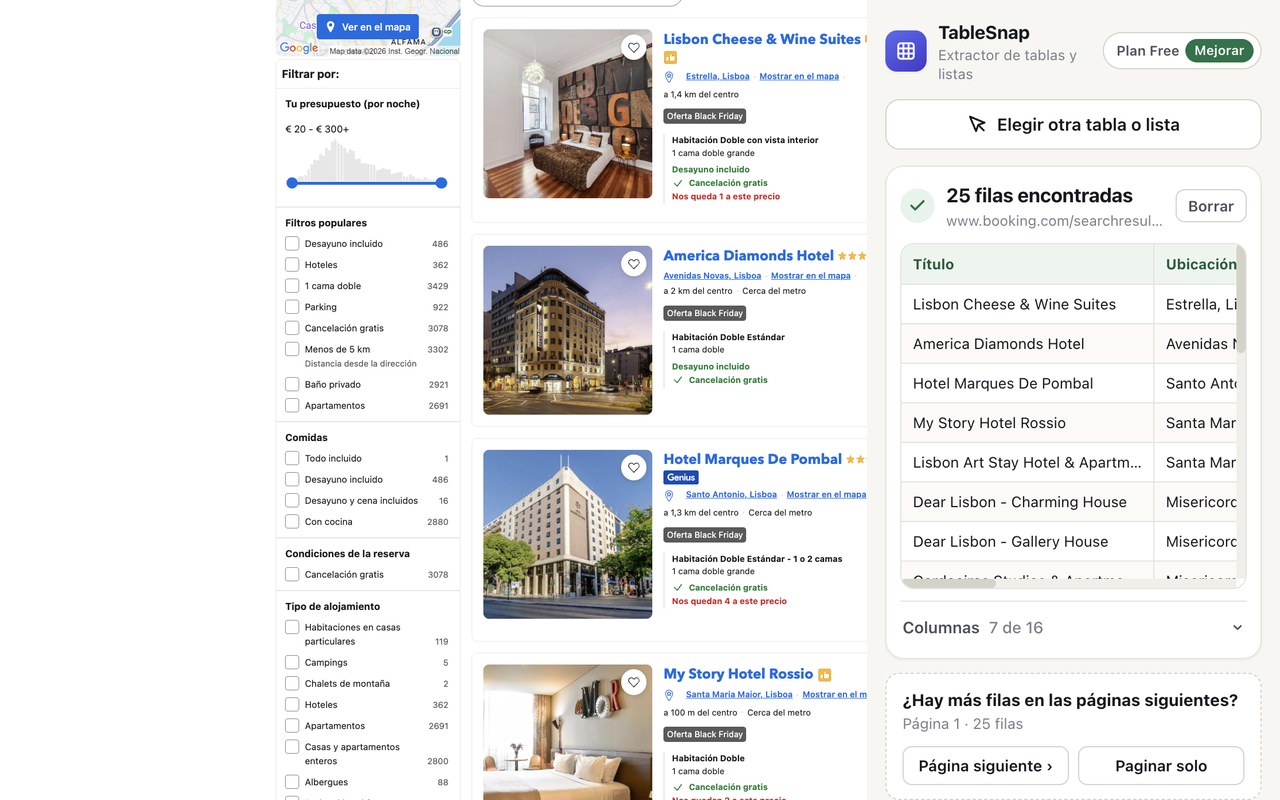 Ver en el mapa
ALFAMA
Google
Map data ©2026 Inst. Geogr. Nacional
Filtrar por:
Tu presupuesto (por noche)
€ 20 - € 300+
Filtros populares
Desayuno incluido 486
Hoteles 362
1 cama doble 3429
Parking 922
Cancelación gratis 3078
Menos de 5 km 3302
Distancia desde la dirección
Baño privado 2921
Apartamentos 2691
Comidas
Todo incluido 1
Desayuno incluido 486
Desayuno y cena incluidos 16
Con cocina 2880
Condiciones de la reserva
Cancelación gratis 3078
Tipo de alojamiento
Habitaciones en casas
particulares 119
Campings 5
Chalets de montaña 2
Hoteles 362
Apartamentos 2691
Casas y apartamentos
enteros 2800
Albergues 88
Lisbon Cheese & Wine Suites
Estrella, Lisboa · Mostrar en el mapa ·
a 1,4 km del centro
Oferta Black Friday
Habitación Doble con vista interior
1 cama doble grande
Desayuno incluido
Cancelación gratis
Nos queda 1 a este precio
America Diamonds Hotel
Avenidas Novas, Lisboa · Mostrar en el mapa ·
a 2 km del centro · Cerca del metro
Oferta Black Friday
Habitación Doble Estándar
1 cama doble
Desayuno incluido
Cancelación gratis
Hotel Marques De Pombal
Genius
Santo Antonio, Lisboa · Mostrar en el mapa
a 1,3 km del centro · Cerca del metro
Oferta Black Friday
Habitación Doble Estándar - 1 o 2 camas
1 cama doble grande
Cancelación gratis
Nos quedan 4 a este precio
My Story Hotel Rossio
Santa Maria Maior, Lisboa · Mostrar en el m
a 100 m del centro · Cerca del metro
Oferta Black Friday
Habitación Doble
1 cama doble
Cancelación gratis
TableSnap
Extractor de tablas y
listas
Plan Free Mejorar
Elegir otra tabla o lista
25 filas encontradas
www.booking.com/searchresul...
Borrar
Título Ubicación
Lisbon Cheese & Wine Suites Estrella, Li
America Diamonds Hotel Avenidas N
Hotel Marques De Pombal Santo Anto
My Story Hotel Rossio Santa Mar
Lisbon Art Stay Hotel & Apartm... Santa Mar
Dear Lisbon - Charming House Misericord
Dear Lisbon - Gallery House Misericord
Columnas 7 de 16
¿Hay más filas en las páginas siguientes?
Página 1 · 25 filas
Página siguiente ›
Paginar solo